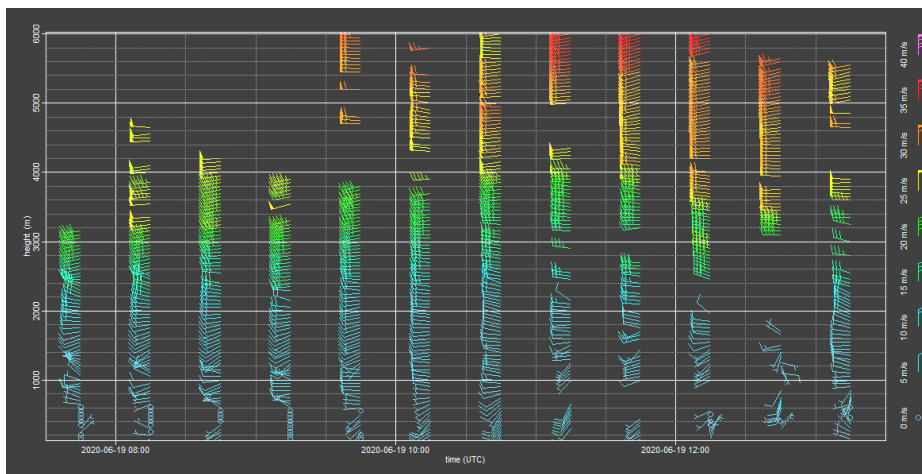 6000
5000
4000
3000
2000
1000
height (m)
2020-06-19 08:00
2020-06-19 10:00
2020-06-19 12:00
time (UTC)
40 m/s
35 m/s
30 m/s
25 m/s
20 m/s
15 m/s
10 m/s
5 m/s
0 m/s